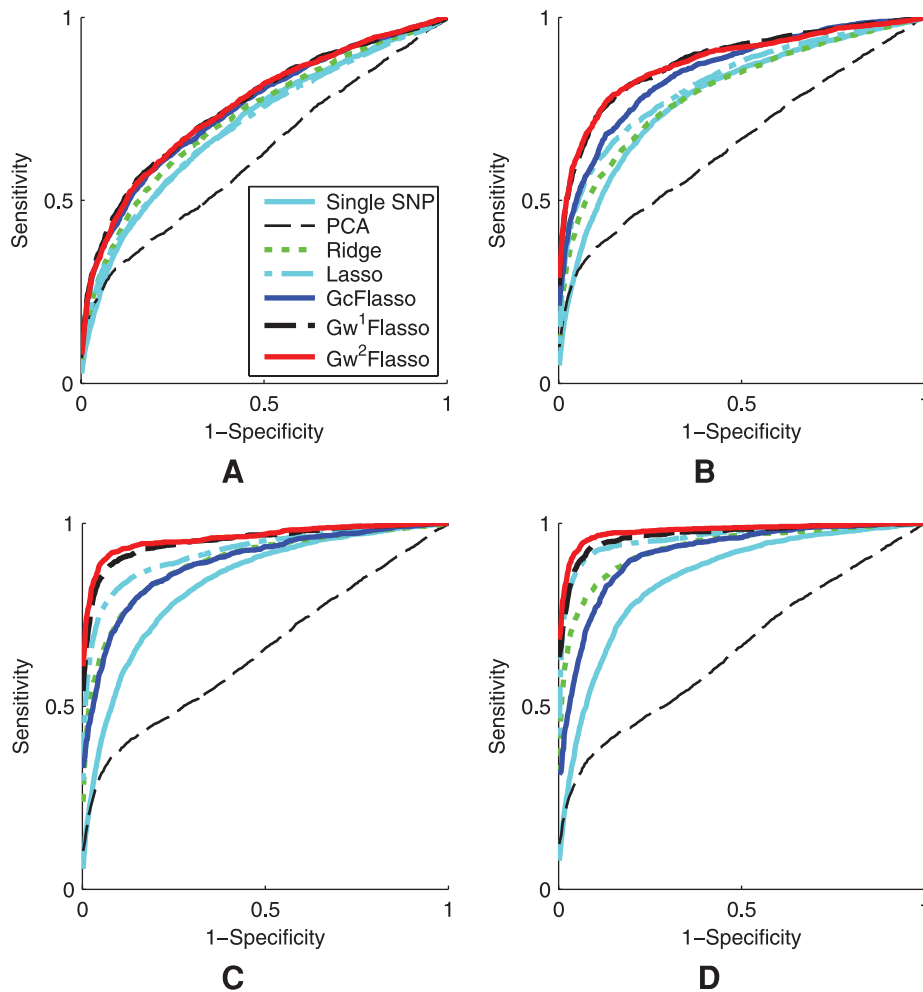 1
Sensitivity
0.5
0
0
0.5
1
1−Specificity
A
Single SNP
PCA
Ridge
Lasso
GcFlasso
Gw¹Flasso
Gw²Flasso
1
Sensitivity
0.5
0
0
0.5
1
1−Specificity
B
1
Sensitivity
0.5
0
0
0.5
1
1−Specificity
C
1
Sensitivity
0.5
0
0
0.5
1
1−Specificity
D